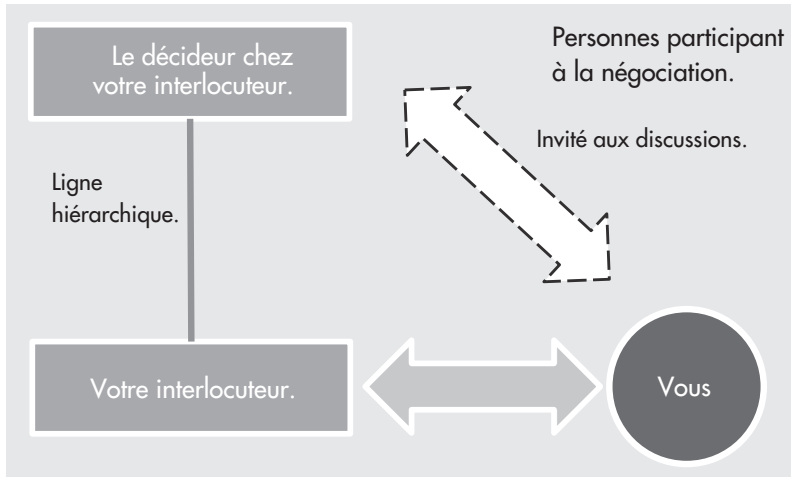 Le décideur chez
votre interlocuteur.
Personnes participant
à la négociation.
Invité aux discussions.
Ligne
hiérarchique.
Votre interlocuteur.
Vous